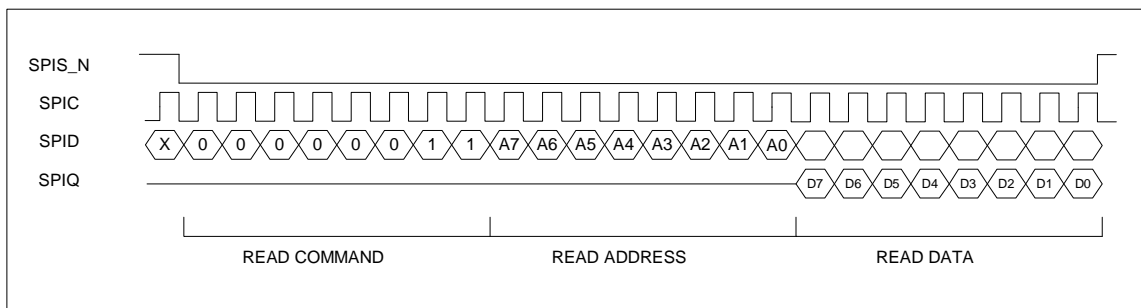 SPIS_N
SPIC
SPID X 0 0 0 0 0 0 1 1 A7 A6 A5 A4 A3 A2 A1 A0
SPIQ D7 D6 D5 D4 D3 D2 D1 D0
READ COMMAND READ ADDRESS READ DATA